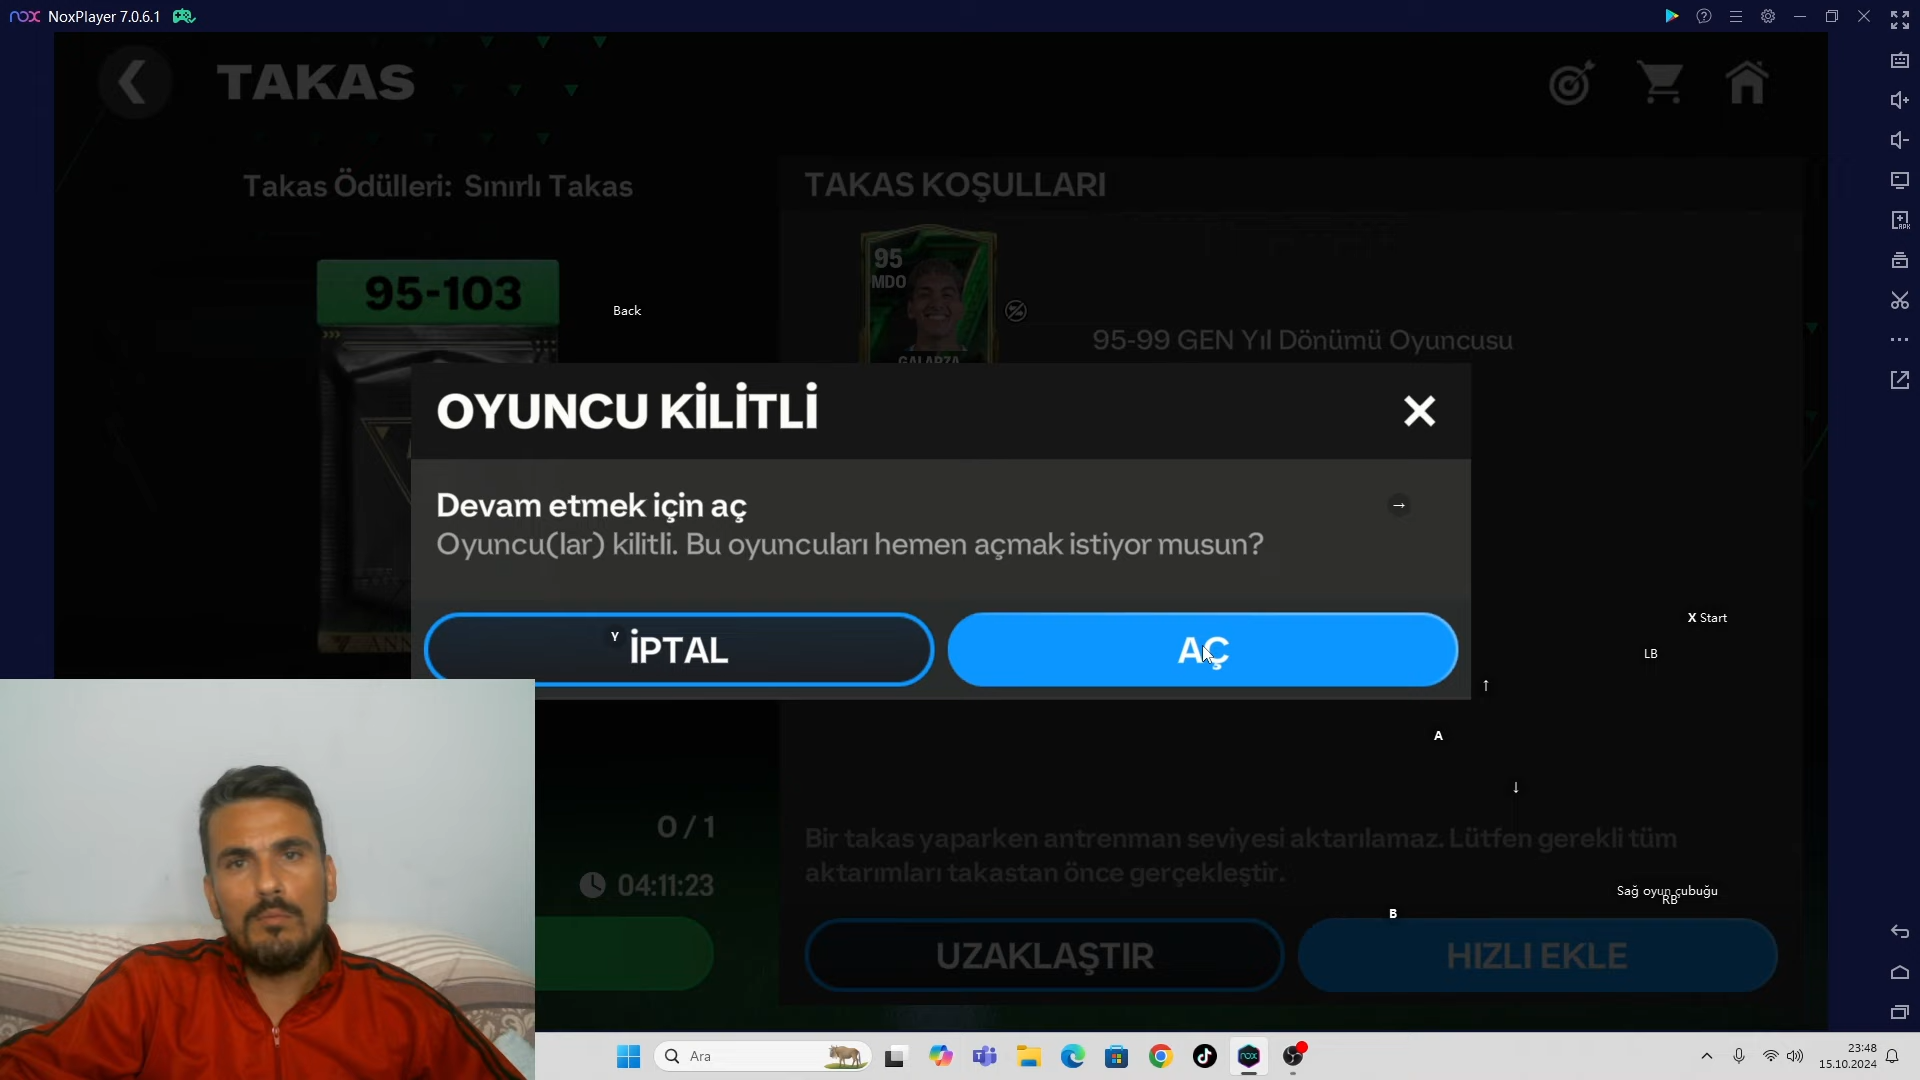 nox NoxPlayer 7.0.6.1
TAKAS
Takas Ödülleri: Sınırlı Takas
TAKAS KOŞULLARI
95-103
Back
95
MDO
GALARZA
95-99 GEN Yıl Dönümü Oyuncusu
OYUNCU KİLİTLİ
Devam etmek için aç
→
Oyuncu(lar) kilitli. Bu oyuncuları hemen açmak istiyor musun?
Y İPTAL
AÇ
X Start
LB
↑
A
↓
0 / 1
04:11:23
Bir takas yaparken antrenman seviyesi aktarılamaz. Lütfen gerekli tüm
aktarımları takastan önce gerçekleştir.
Sağ oyun çubuğu
RB
B
UZAKLAŞTIR
HIZLI EKLE
Ara
23:48
15.10.2024